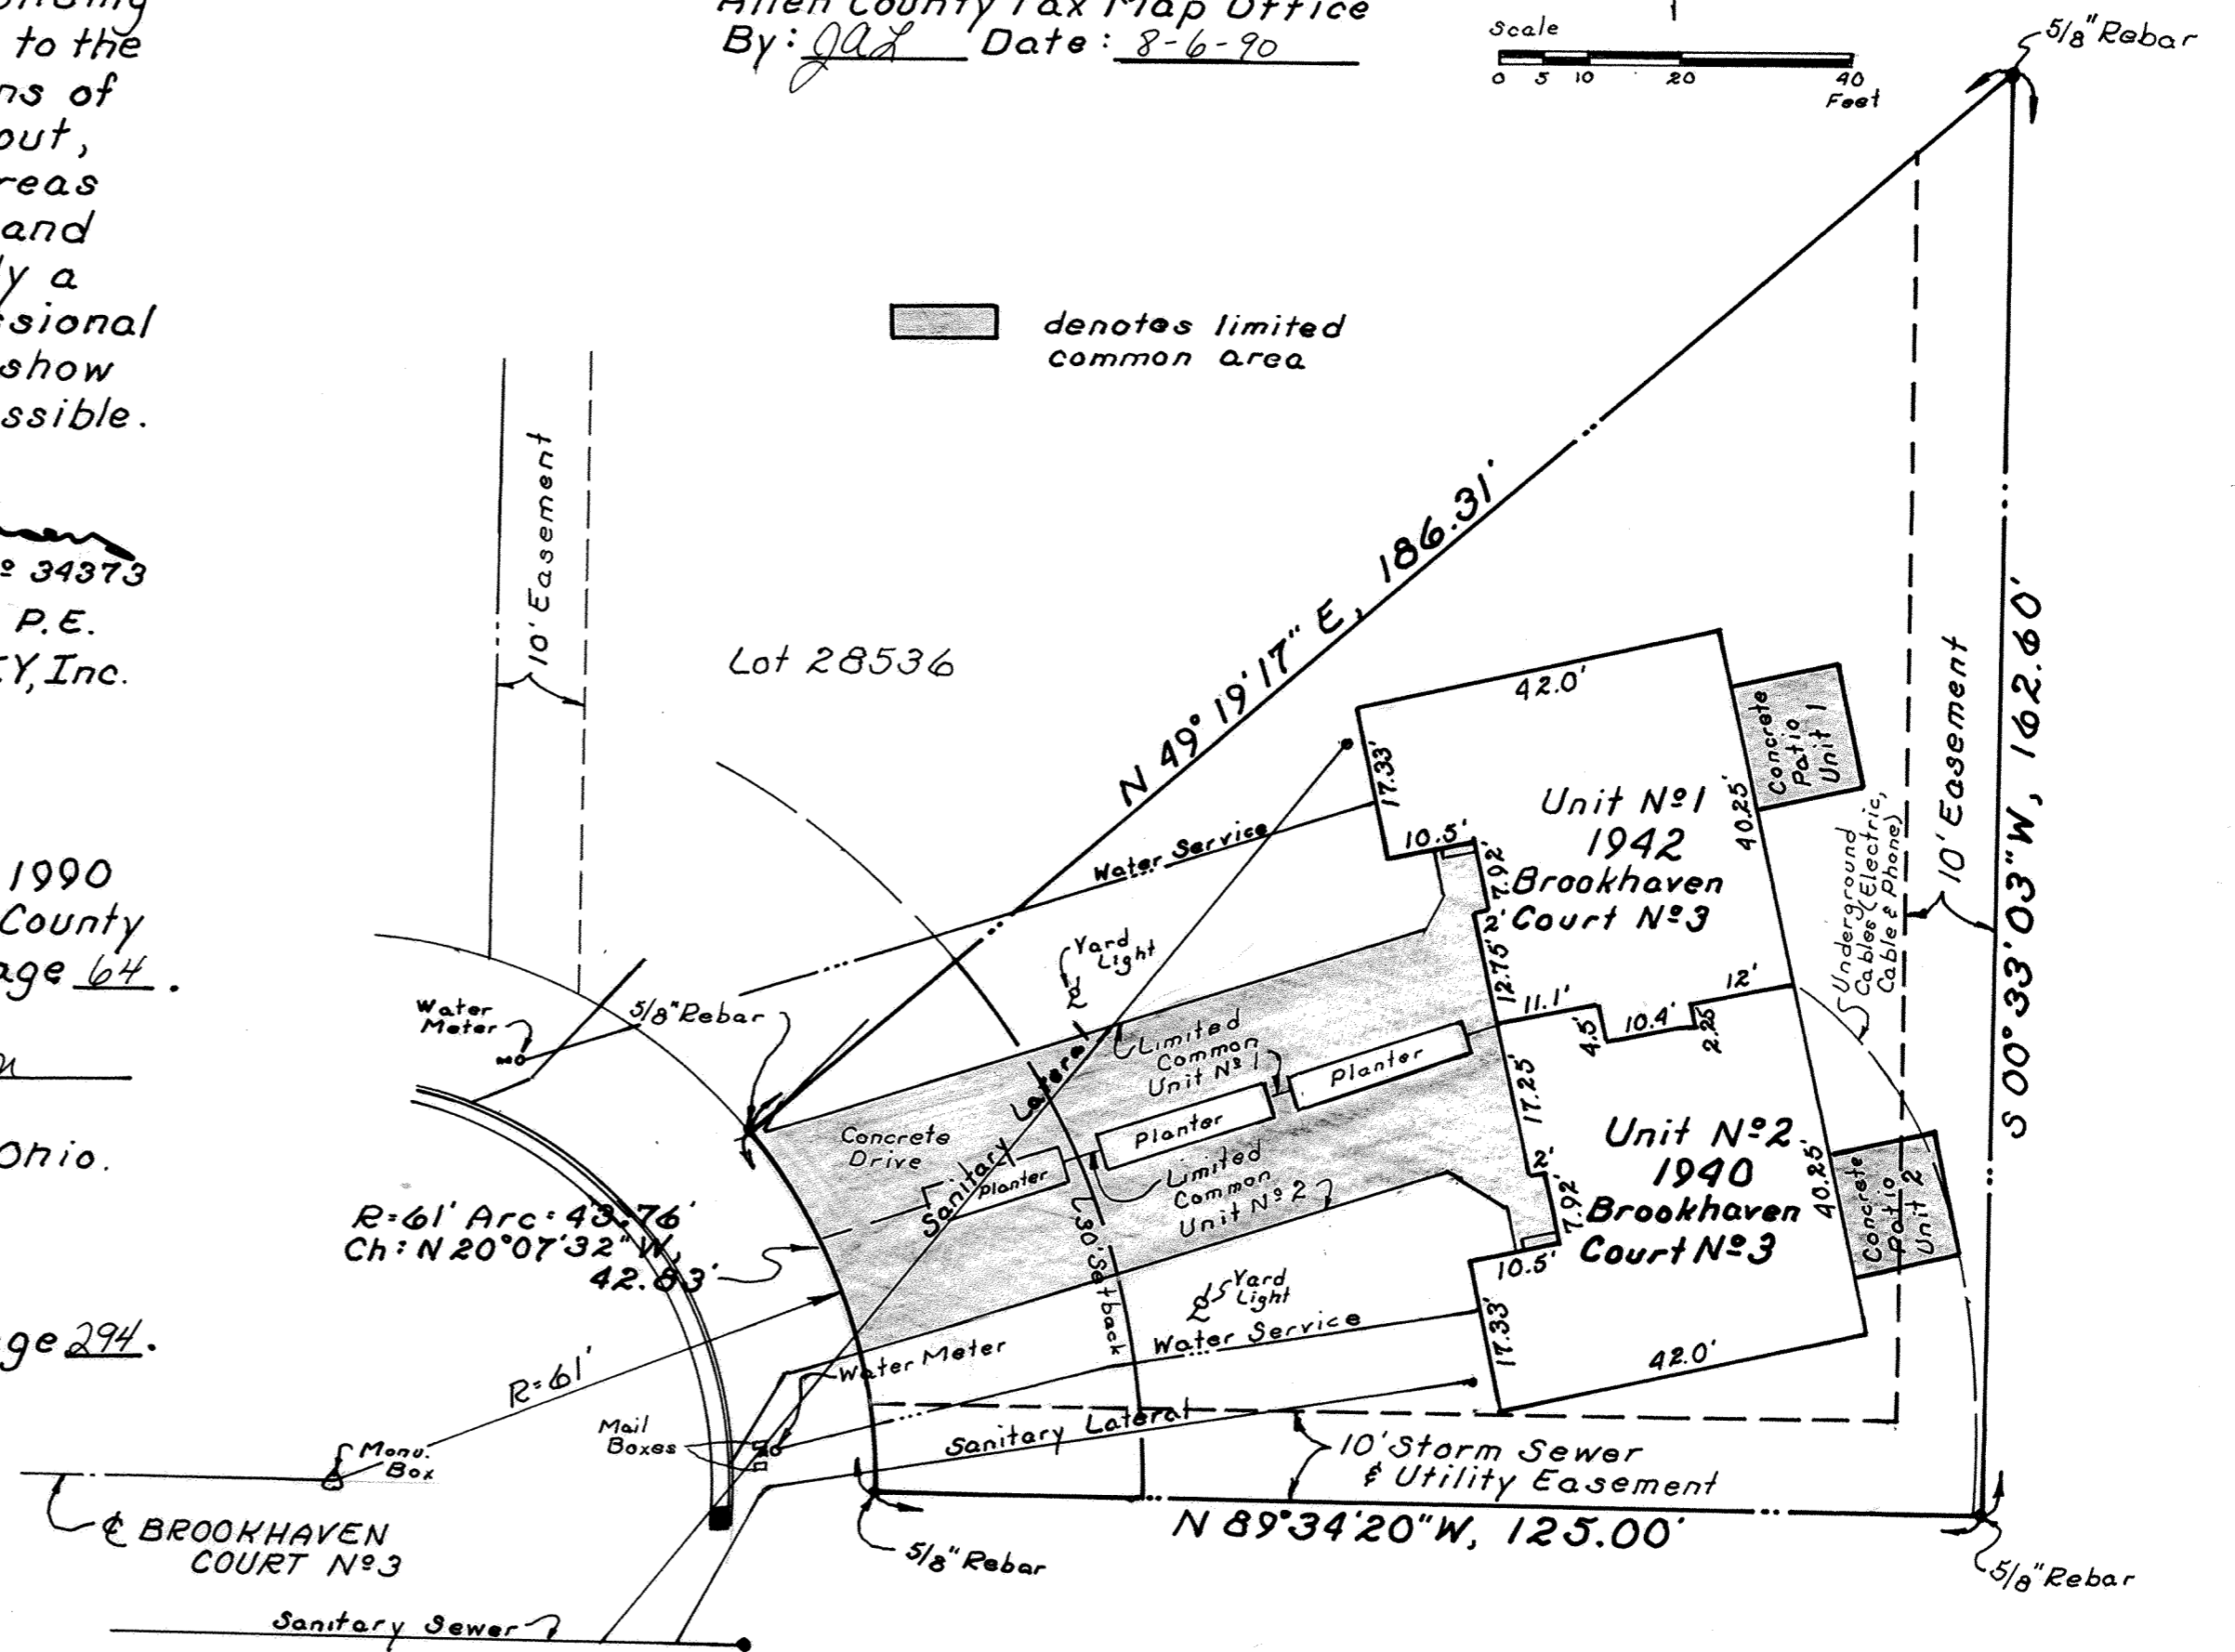 to the
ns of
out,
reas
and
ly a
ssional
show
ssible.
№ 34373
P.E.
Y, Inc.
1990
County
age 64.
Ohio.
ge 294.
Allen County Tax Map Office
By: JAL Date: 8-6-90
Scale
0 5 10 20 40
Feet
5/8" Rebar
denotes limited
common area
10' Easement
Lot 28536
N 49° 19' 17" E, 186.31'
S 00° 33' 03" W, 162.60'
10' Easement
42.0'
17.33'
10.5'
7.92'
2'
12.75'
40.25'
Unit №1
1942
Brookhaven
Court №3
Concrete
Patio
Unit 1
Underground
Cables (Electric,
Cable & Phone)
11.1'
4.5'
10.4'
2.25'
12'
Water Service
Yard
Light
Water
Meter
5/8" Rebar
Limited
Common
Unit № 1
Planter
Planter
Planter
Concrete
Drive
Sanitary Lateral
Limited
Common
Unit № 2
30' Setback
17.25'
2'
7.92'
10.5'
17.33'
42.0'
40.25'
Unit №2
1940
Brookhaven
Court №3
Concrete
Patio
Unit 2
R=61' Arc=43.76'
Ch: N 20°07'32" W,
42.83'
R=61'
Yard
Light
Water Service
Water Meter
Mail
Boxes
Sanitary Lateral
Monu.
Box
10' Storm Sewer
& Utility Easement
N 89°34'20" W, 125.00'
℄ BROOKHAVEN
COURT №3
5/8" Rebar
5/8" Rebar
Sanitary Sewer